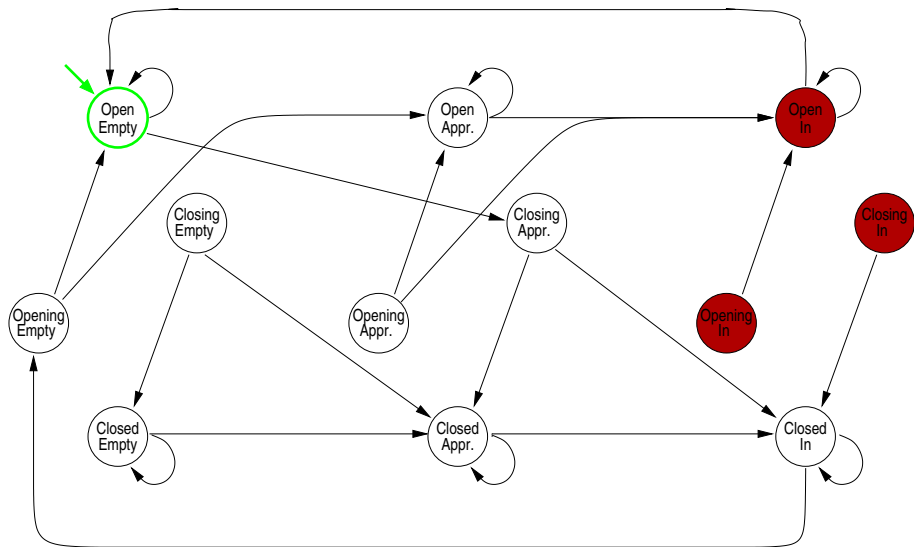 Open
Empty
Open
Appr.
Open
In
Closing
Empty
Closing
Appr.
Closing
In
Opening
Empty
Opening
Appr.
Opening
In
Closed
Empty
Closed
Appr.
Closed
In